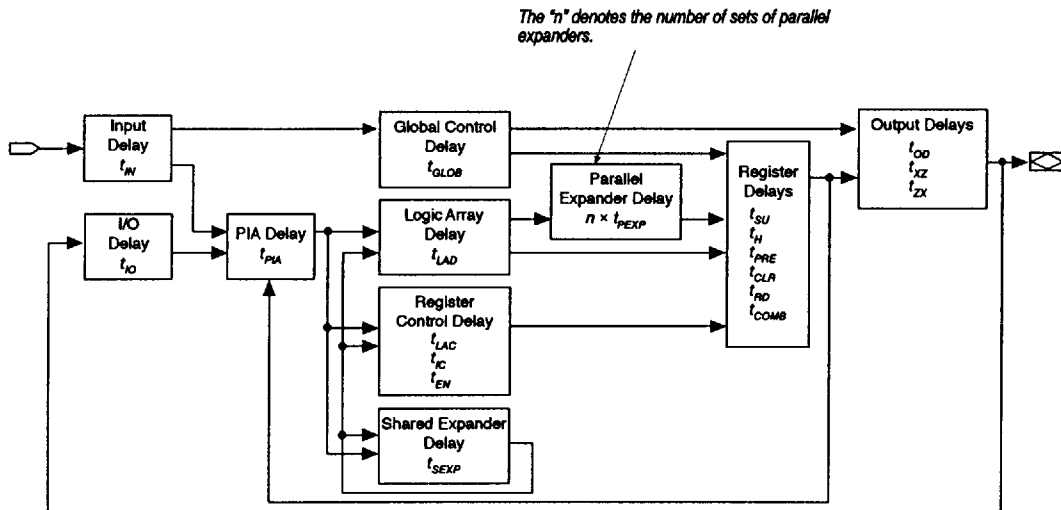 The "n" denotes the number of sets of parallel
expanders.
Input
Delay
tIN
Global Control
Delay
tGLOB
Output Delays
tOD
tXZ
tZX
Parallel
Expander Delay
n × tPEXP
Register
Delays
tSU
tH
tPRE
tCLR
tRD
tCOMB
I/O
Delay
tIO
PIA Delay
tPIA
Logic Array
Delay
tLAD
Register
Control Delay
tLAC
tIC
tEN
Shared Expander
Delay
tSEXP